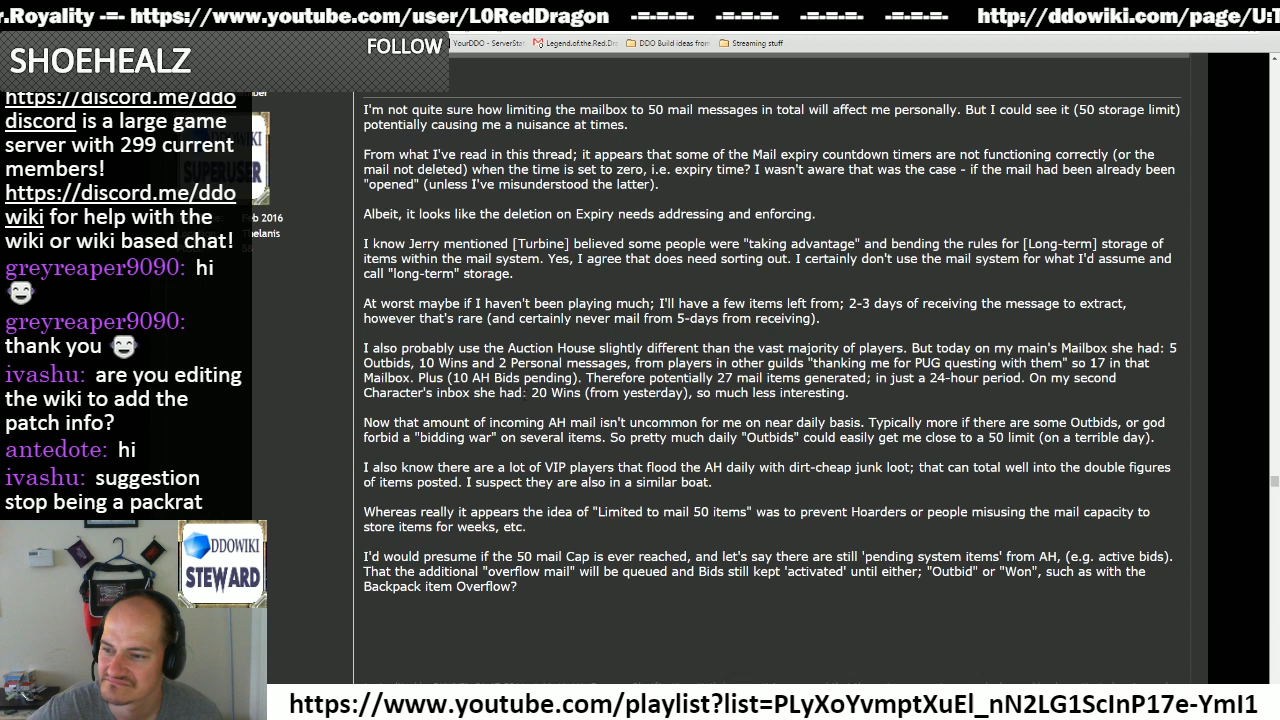 r.Royality -=- https://www.youtube.com/user/L0RedDragon -=-=-=- -=-=-=- -=-=-=- -=-=-=- http://ddowiki.com/page/U:T
SHOEHEALZ
FOLLOW
YourDDO - ServerStat
Legend.of.the.Red.Dra
DDO Build ideas from
Streaming stuff
https://discord.me/ddo
discord is a large game
server with 299 current
members!
https://discord.me/ddo
wiki for help with the
wiki or wiki based chat!
greyreaper9090: hi
greyreaper9090:
thank you
ivashu: are you editing
the wiki to add the
patch info?
antedote: hi
ivashu: suggestion
stop being a packrat
DDOWIKI
SUPERUSER
Feb 2016
Thelanis
I'm not quite sure how limiting the mailbox to 50 mail messages in total will affect me personally. But I could see it (50 storage limit)
potentially causing me a nuisance at times.
From what I've read in this thread; it appears that some of the Mail expiry countdown timers are not functioning correctly (or the
mail not deleted) when the time is set to zero, i.e. expiry time? I wasn't aware that was the case - if the mail had been already been
"opened" (unless I've misunderstood the latter).
Albeit, it looks like the deletion on Expiry needs addressing and enforcing.
I know Jerry mentioned [Turbine] believed some people were "taking advantage" and bending the rules for [Long-term] storage of
items within the mail system. Yes, I agree that does need sorting out. I certainly don't use the mail system for what I'd assume and
call "long-term" storage.
At worst maybe if I haven't been playing much; I'll have a few items left from; 2-3 days of receiving the message to extract,
however that's rare (and certainly never mail from 5-days from receiving).
I also probably use the Auction House slightly different than the vast majority of players. But today on my main's Mailbox she had: 5
Outbids, 10 Wins and 2 Personal messages, from players in other guilds "thanking me for PUG questing with them" so 17 in that
Mailbox. Plus (10 AH Bids pending). Therefore potentially 27 mail items generated; in just a 24-hour period. On my second
Character's inbox she had: 20 Wins (from yesterday), so much less interesting.
Now that amount of incoming AH mail isn't uncommon for me on near daily basis. Typically more if there are some Outbids, or god
forbid a "bidding war" on several items. So pretty much daily "Outbids" could easily get me close to a 50 limit (on a terrible day).
I also know there are a lot of VIP players that flood the AH daily with dirt-cheap junk loot; that can total well into the double figures
of items posted. I suspect they are also in a similar boat.
Whereas really it appears the idea of "Limited to mail 50 items" was to prevent Hoarders or people misusing the mail capacity to
store items for weeks, etc.
I'd would presume if the 50 mail Cap is ever reached, and let's say there are still 'pending system items' from AH, (e.g. active bids).
That the additional "overflow mail" will be queued and Bids still kept 'activated' until either; "Outbid" or "Won", such as with the
Backpack item Overflow?
DDOWIKI
STEWARD
https://www.youtube.com/playlist?list=PLyXoYvmptXuEl_nN2LG1ScInP17e-YmI1